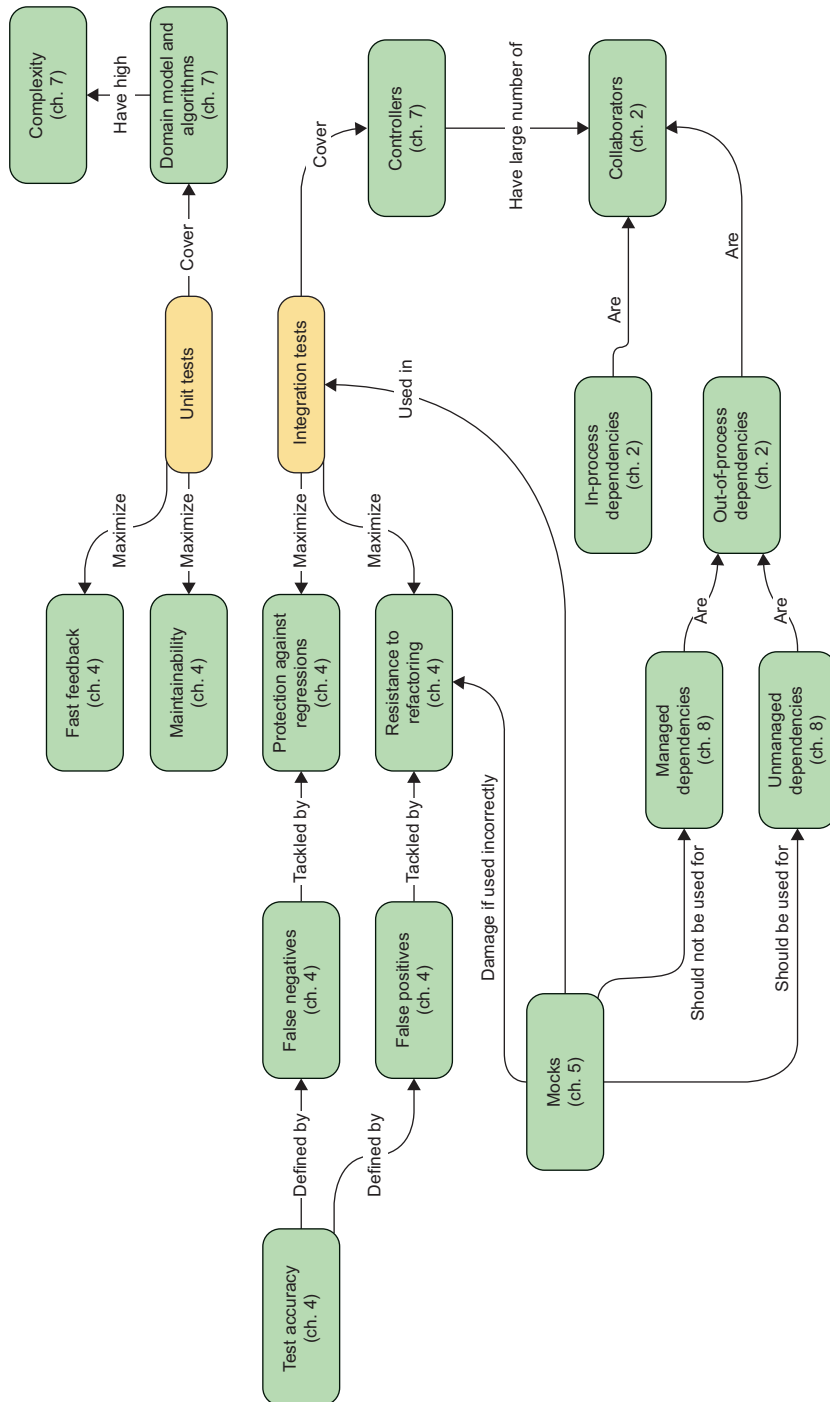 Test accuracy
(ch. 4)
Defined by
Defined by
False negatives
(ch. 4)
False positives
(ch. 4)
Tackled by
Tackled by
Fast feedback
(ch. 4)
Maintainability
(ch. 4)
Protection against
regressions
(ch. 4)
Resistance to
refactoring
(ch. 4)
Maximize
Maximize
Maximize
Maximize
Unit tests
Integration tests
Cover
Cover
Complexity
(ch. 7)
Have high
Domain model and
algorithms
(ch. 7)
Controllers
(ch. 7)
Have large number of
Collaborators
(ch. 2)
Used in
Damage if used incorrectly
Mocks
(ch. 5)
Should not be used for
Should be used for
Managed
dependencies
(ch. 8)
Unmanaged
dependencies
(ch. 8)
Are
Are
In-process
dependencies
(ch. 2)
Out-of-process
dependencies
(ch. 2)
Are
Are